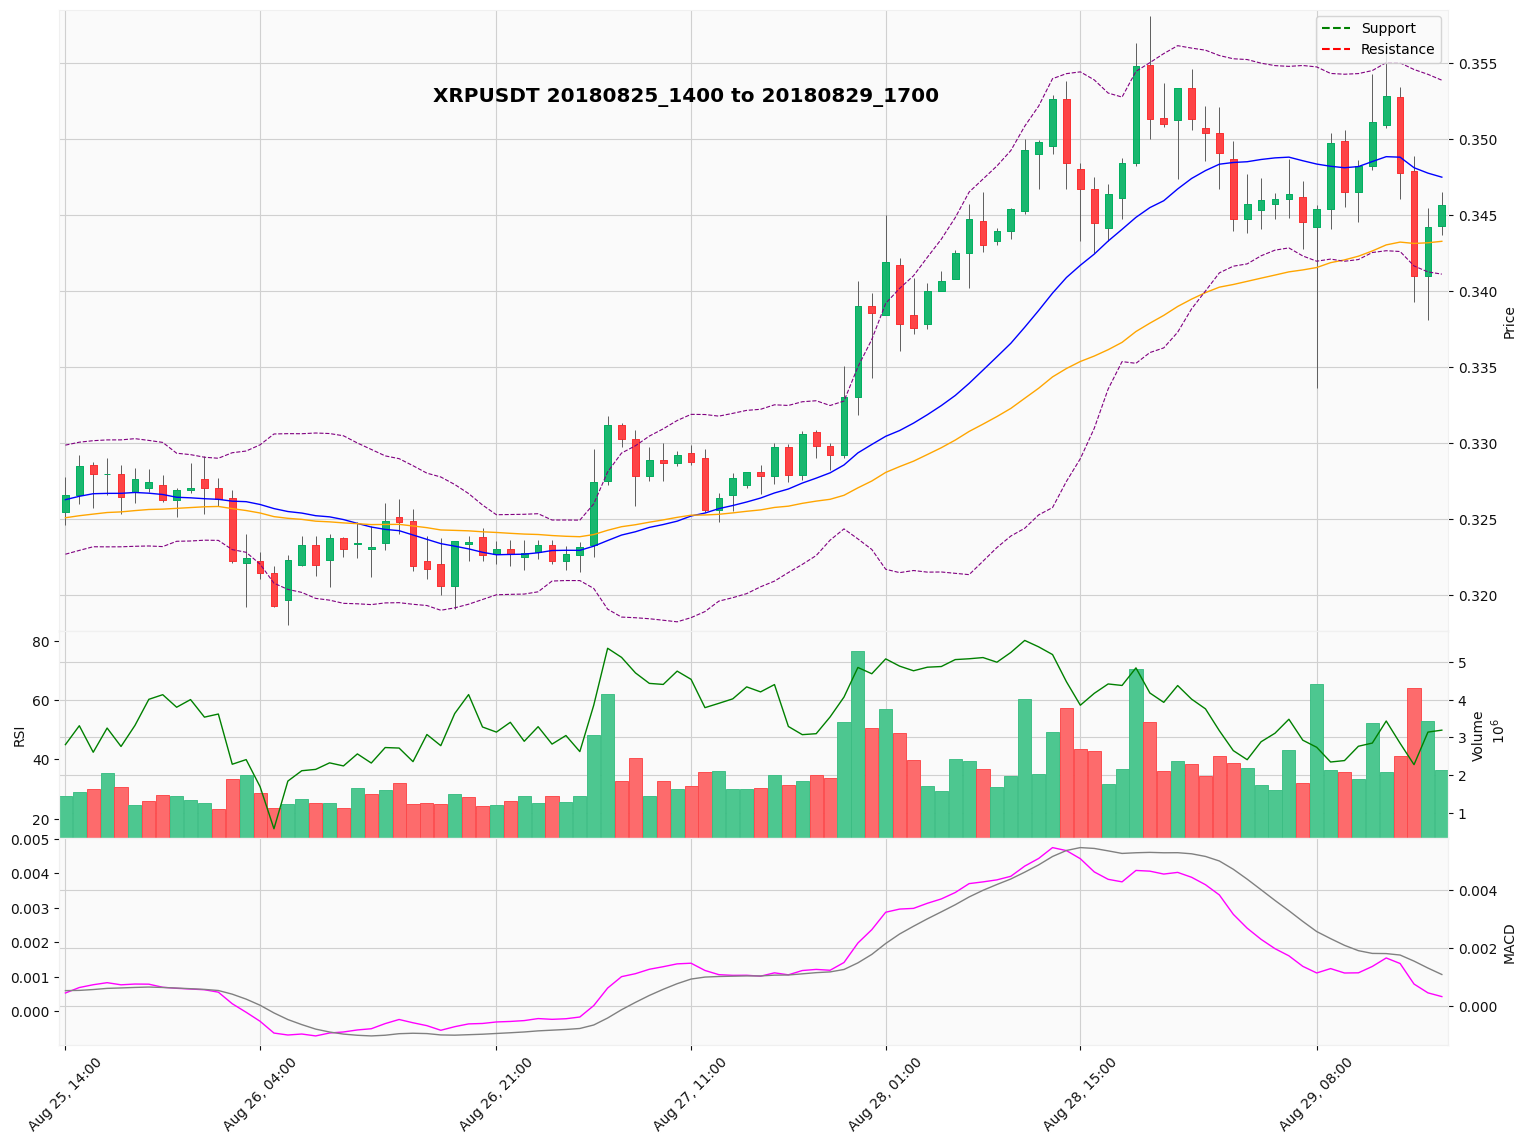 XRPUSDT 20180825_1400 to 20180829_1700
Support
Resistance
0.355
0.350
0.345
0.340
0.335
0.330
0.325
0.320
Price
80
60
40
20
RSI
5
4
3
2
1
Volume
10^6
0.005
0.004
0.003
0.002
0.001
0.000
0.004
0.002
0.000
MACD
Aug 25, 14:00
Aug 26, 04:00
Aug 26, 21:00
Aug 27, 11:00
Aug 28, 01:00
Aug 28, 15:00
Aug 29, 08:00